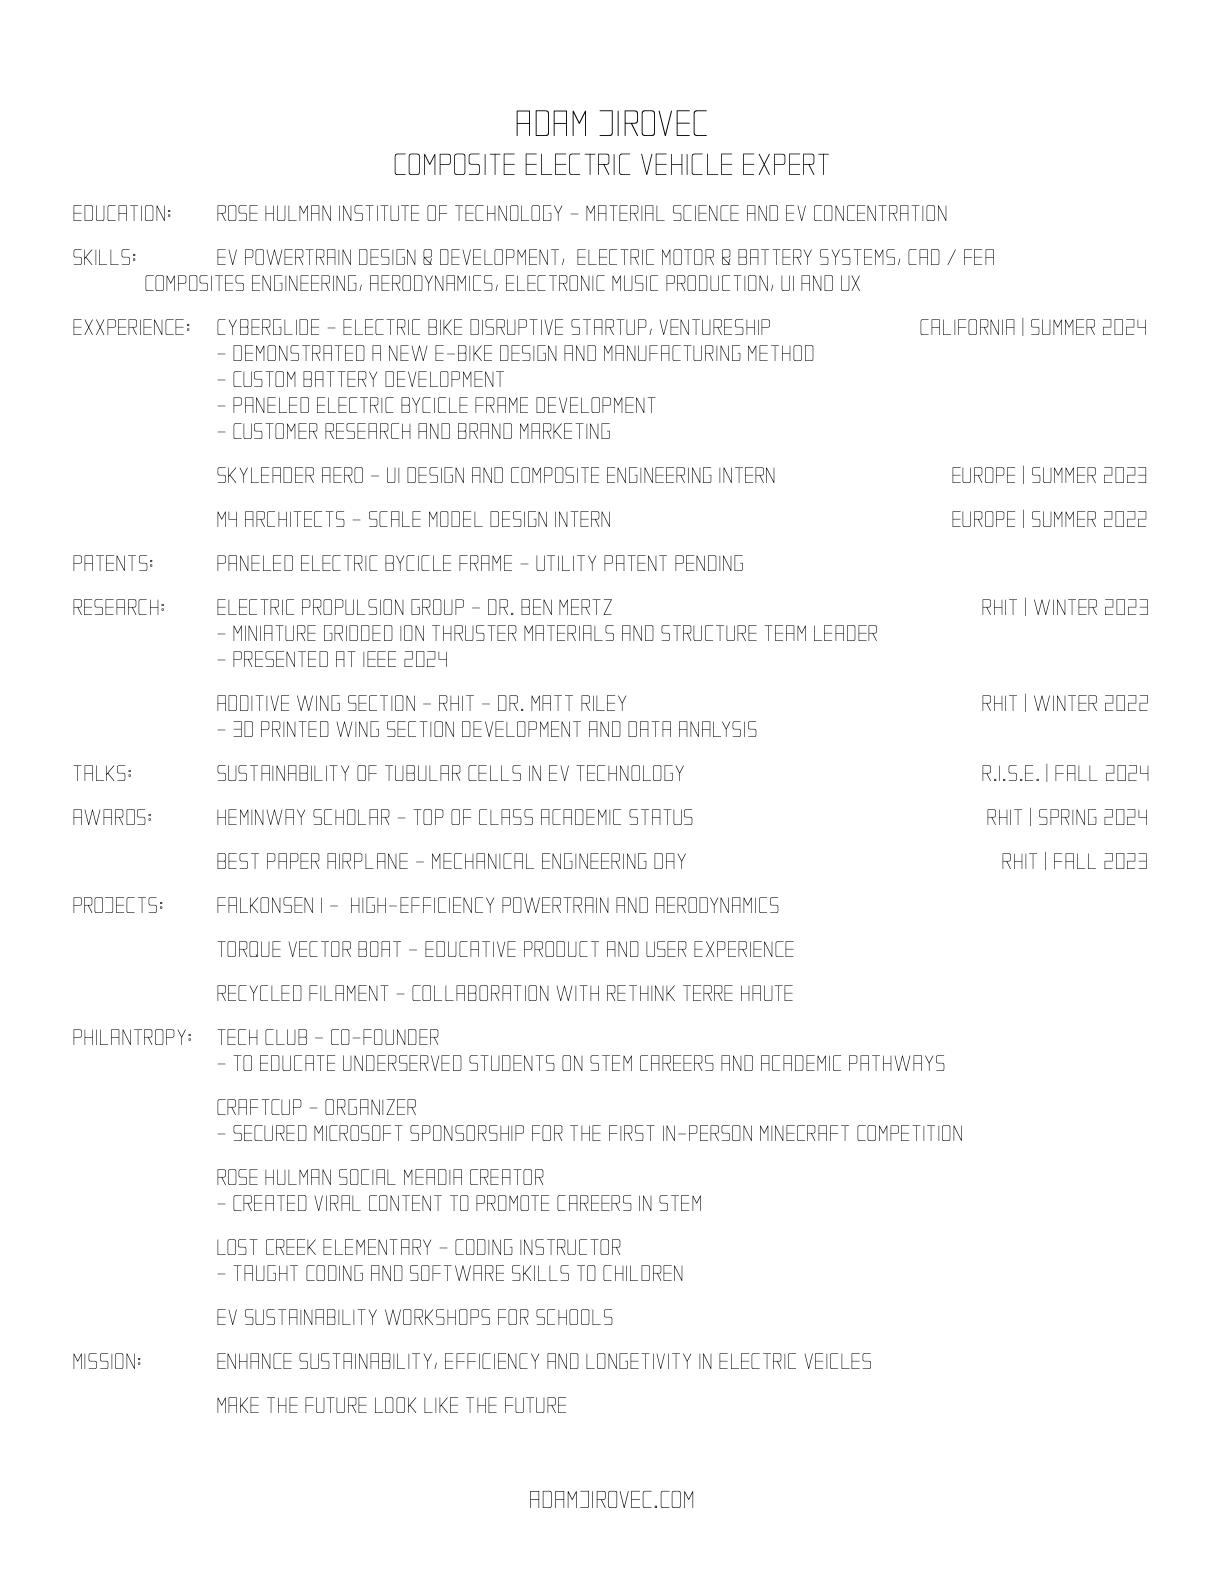 ADAM JIROVEC
COMPOSITE ELECTRIC VEHICLE EXPERT
EDUCATION: ROSE HULMAN INSTITUTE OF TECHNOLOGY - MATERIAL SCIENCE AND EV CONCENTRATION
SKILLS: EV POWERTRAIN DESIGN & DEVELOPMENT, ELECTRIC MOTOR & BATTERY SYSTEMS, CAD / FEA
COMPOSITES ENGINEERING, AERODYNAMICS, ELECTRONIC MUSIC PRODUCTION, UI AND UX
EXXPERIENCE: CYBERGLIDE - ELECTRIC BIKE DISRUPTIVE STARTUP, VENTURESHIP CALIFORNIA | SUMMER 2024
- DEMONSTRATED A NEW E-BIKE DESIGN AND MANUFACTURING METHOD
- CUSTOM BATTERY DEVELOPMENT
- PANELED ELECTRIC BYCICLE FRAME DEVELOPMENT
- CUSTOMER RESEARCH AND BRAND MARKETING
SKYLEADER AERO - UI DESIGN AND COMPOSITE ENGINEERING INTERN EUROPE | SUMMER 2023
M4 ARCHITECTS - SCALE MODEL DESIGN INTERN EUROPE | SUMMER 2022
PATENTS: PANELED ELECTRIC BYCICLE FRAME - UTILITY PATENT PENDING
RESEARCH: ELECTRIC PROPULSION GROUP - DR. BEN MERTZ RHIT | WINTER 2023
- MINIATURE GRIDDED ION THRUSTER MATERIALS AND STRUCTURE TEAM LEADER
- PRESENTED AT IEEE 2024
ADDITIVE WING SECTION - RHIT - DR. MATT RILEY RHIT | WINTER 2022
- 3D PRINTED WING SECTION DEVELOPMENT AND DATA ANALYSIS
TALKS: SUSTAINABILITY OF TUBULAR CELLS IN EV TECHNOLOGY R.I.S.E. | FALL 2024
AWARDS: HEMINWAY SCHOLAR - TOP OF CLASS ACADEMIC STATUS RHIT | SPRING 2024
BEST PAPER AIRPLANE - MECHANICAL ENGINEERING DAY RHIT | FALL 2023
PROJECTS: FALKONSEN I - HIGH-EFFICIENCY POWERTRAIN AND AERODYNAMICS
TORQUE VECTOR BOAT - EDUCATIVE PRODUCT AND USER EXPERIENCE
RECYCLED FILAMENT - COLLABORATION WITH RETHINK TERRE HAUTE
PHILANTROPY: TECH CLUB - CO-FOUNDER
- TO EDUCATE UNDERSERVED STUDENTS ON STEM CAREERS AND ACADEMIC PATHWAYS
CRAFTCUP - ORGANIZER
- SECURED MICROSOFT SPONSORSHIP FOR THE FIRST IN-PERSON MINECRAFT COMPETITION
ROSE HULMAN SOCIAL MEADIA CREATOR
- CREATED VIRAL CONTENT TO PROMOTE CAREERS IN STEM
LOST CREEK ELEMENTARY - CODING INSTRUCTOR
- TAUGHT CODING AND SOFTWARE SKILLS TO CHILDREN
EV SUSTAINABILITY WORKSHOPS FOR SCHOOLS
MISSION: ENHANCE SUSTAINABILITY, EFFICIENCY AND LONGETIVITY IN ELECTRIC VEICLES
MAKE THE FUTURE LOOK LIKE THE FUTURE
ADAMJIROVEC.COM